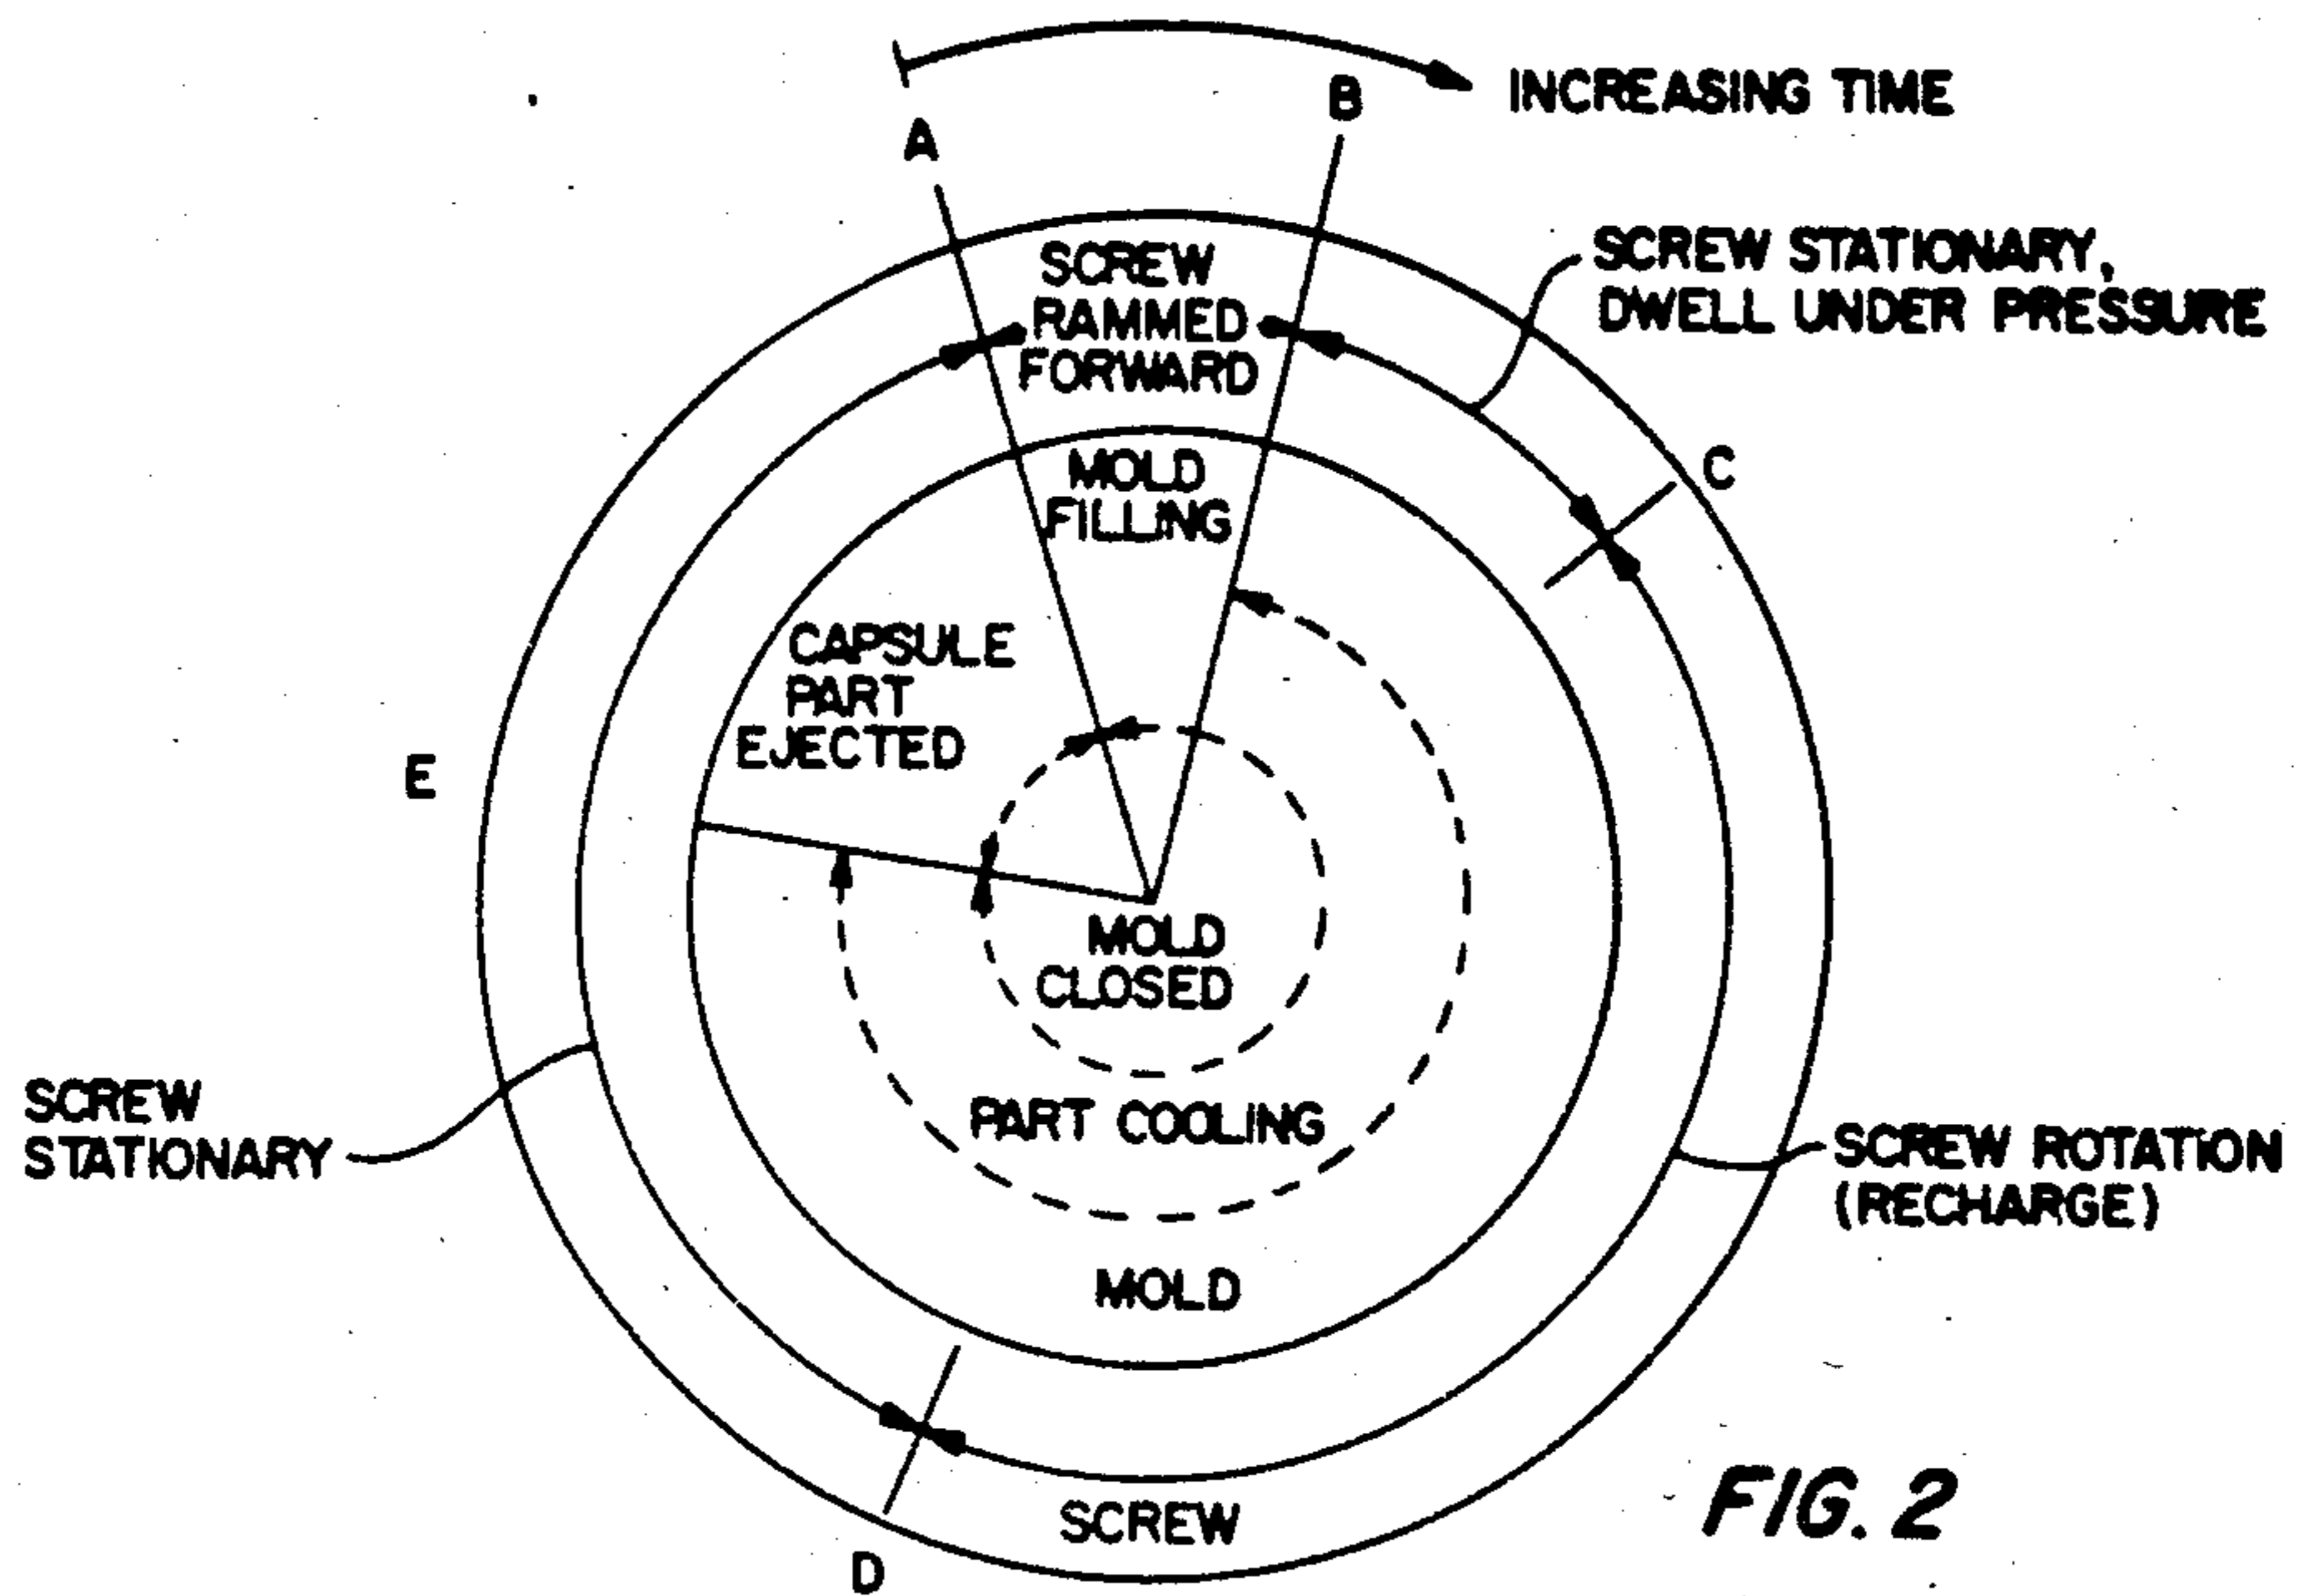 INCREASING TIME
A
B
SCREW
RAMMED
FORWARD
SCREW STATIONARY,
DWELL UNDER PRESSURE
C
MOLD
FILLING
CAPSULE
PART
EJECTED
E
MOLD
CLOSED
SCREW
STATIONARY
PART COOLING
SCREW ROTATION
(RECHARGE)
MOLD
SCREW
D
FIG. 2